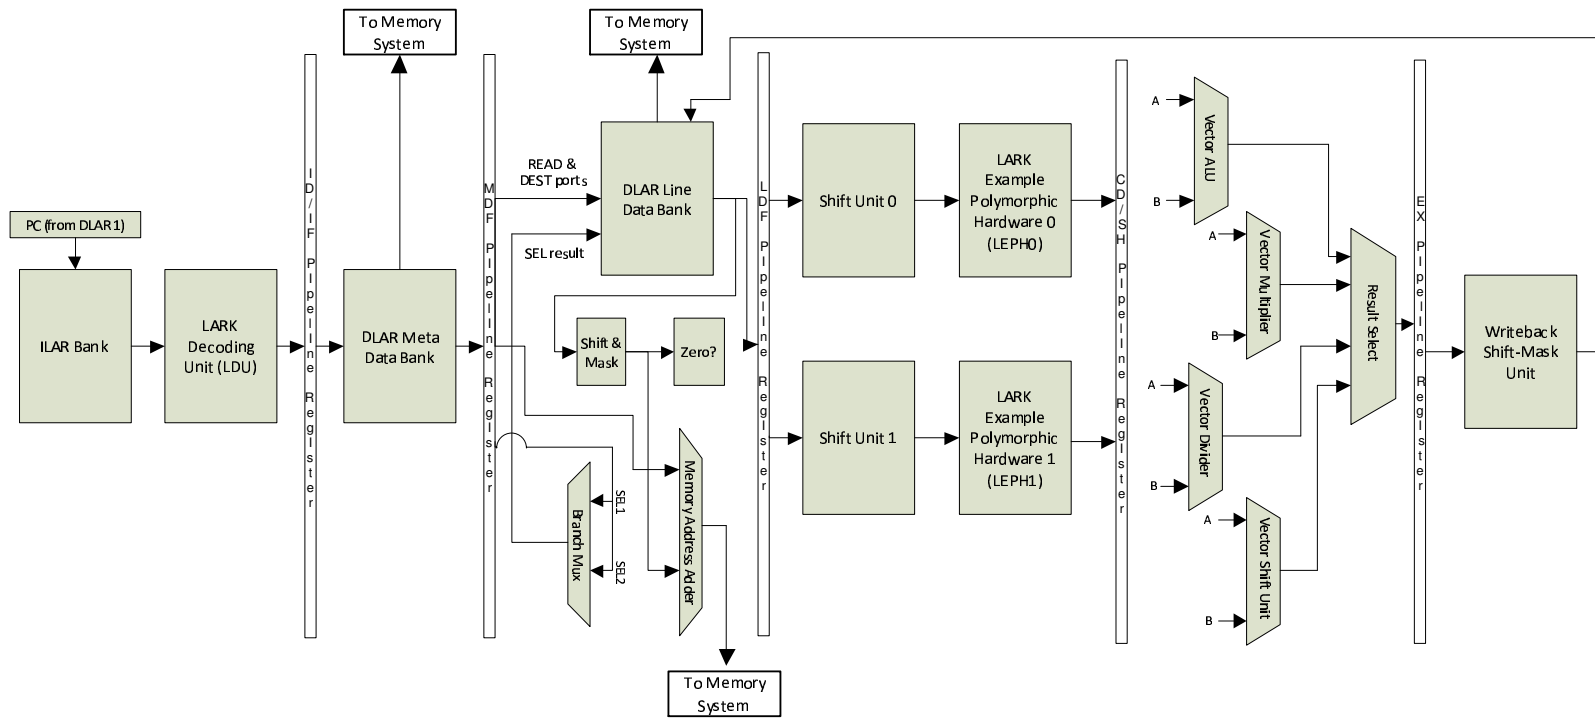 To Memory
System
To Memory
System
PC (from DLAR1)
ILAR Bank
LARK
Decoding
Unit (LDU)
ID/IF Pipeline Register
DLAR Meta
Data Bank
MDF Pipeline Register
READ &
DEST ports
SEL result
DLAR Line
Data Bank
Shift &
Mask
Zero?
Branch Mux
SEL1
SEL2
Memory Address Adder
To Memory
System
LDF Pipeline Register
Shift Unit 0
LARK
Example
Polymorphic
Hardware 0
(LEPH0)
Shift Unit 1
LARK
Example
Polymorphic
Hardware 1
(LEPH1)
CD/SH Pipeline Register
A
B
Vector ALU
A
B
Vector Multiplier
A
B
Vector Divider
A
B
Vector Shift Unit
Result Select
EX Pipeline Register
Writeback
Shift-Mask
Unit